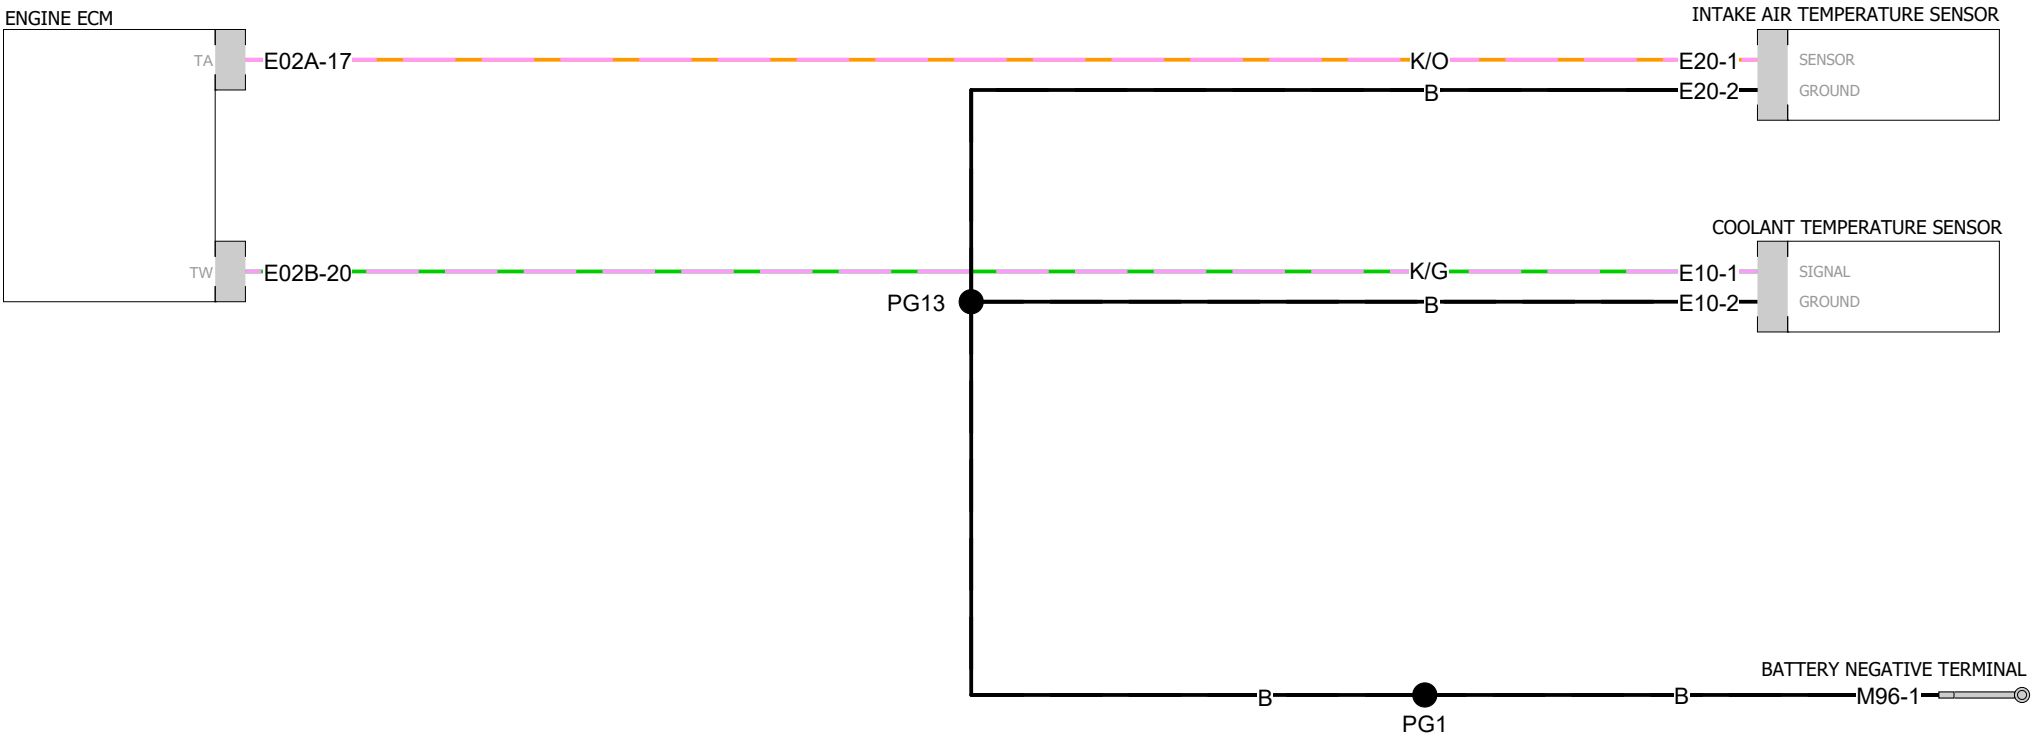 ENGINE ECM
INTAKE AIR TEMPERATURE SENSOR
TA E02A-17 K/O E20-1 SENSOR
B E20-2 GROUND
COOLANT TEMPERATURE SENSOR
TW E02B-20 K/G E10-1 SIGNAL
PG13 B E10-2 GROUND
BATTERY NEGATIVE TERMINAL
B B M96-1
PG1